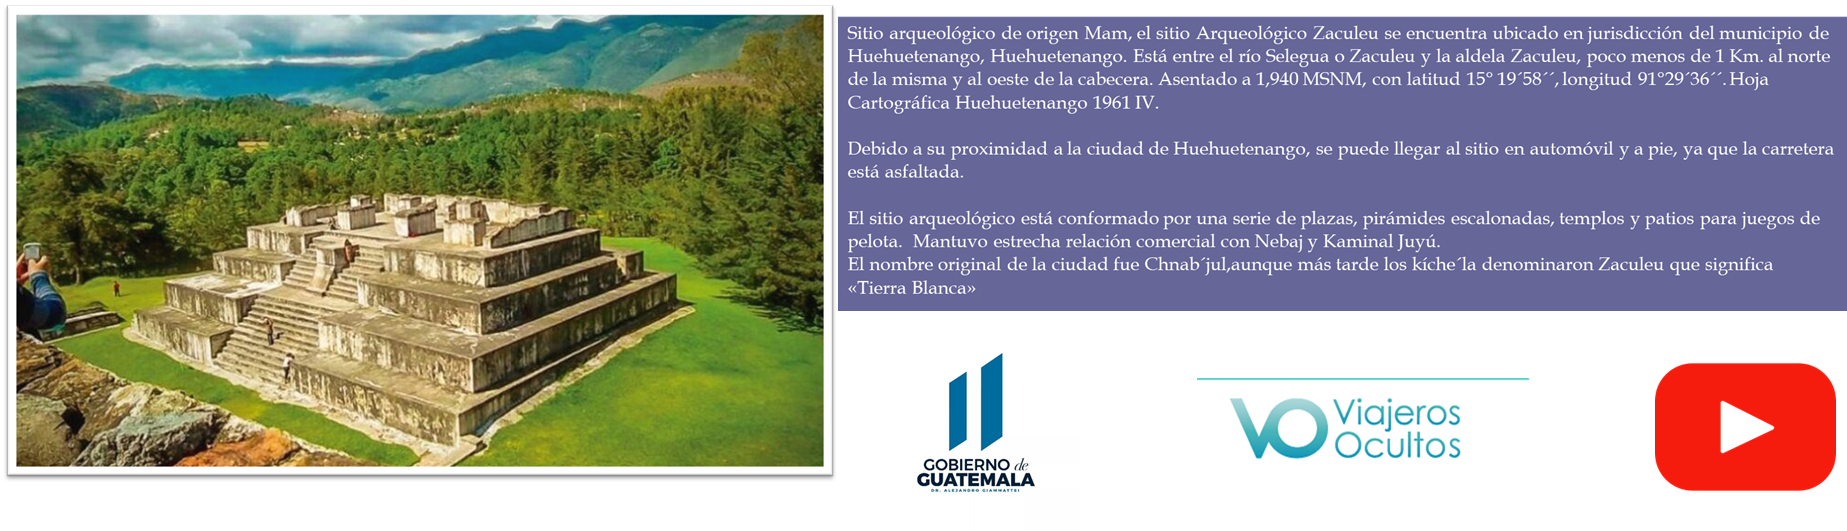 Sitio arqueológico de origen Mam, el sitio Arqueológico Zaculeu se encuentra ubicado en jurisdicción del municipio de
Huehuetenango, Huehuetenango. Está entre el río Selegua o Zaculeu y la aldela Zaculeu, poco menos de 1 Km. al norte
de la misma y al oeste de la cabecera. Asentado a 1,940 MSNM, con latitud 15° 19´58´´, longitud 91°29´36´´. Hoja
Cartográfica Huehuetenango 1961 IV.
Debido a su proximidad a la ciudad de Huehuetenango, se puede llegar al sitio en automóvil y a pie, ya que la carretera
está asfaltada.
El sitio arqueológico está conformado por una serie de plazas, pirámides escalonadas, templos y patios para juegos de
pelota.  Mantuvo estrecha relación comercial con Nebaj y Kaminal Juyú.
El nombre original de la ciudad fue Chnab´jul,aunque más tarde los kíche´la denominaron Zaculeu que significa
«Tierra Blanca»
GOBIERNO de
GUATEMALA
DR. ALEJANDRO GIAMMATTEI
VO Viajeros
Ocultos